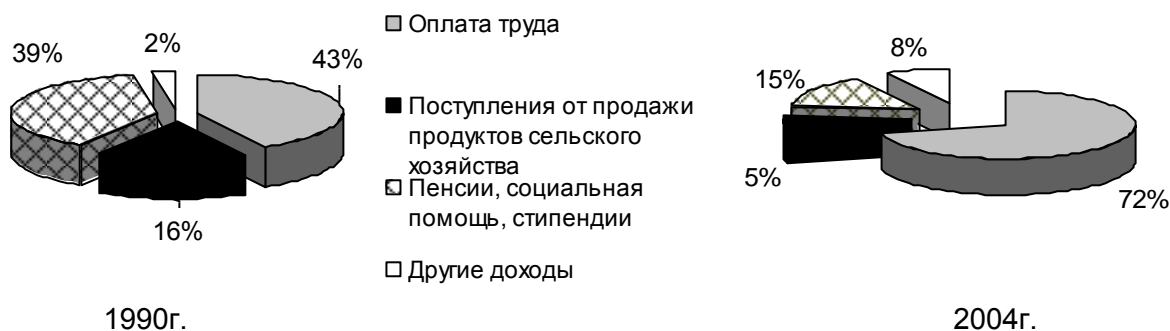 39%
2%
43%
16%
1990г.
Оплата труда
Поступления от продажи
продуктов сельского
хозяйства
Пенсии, социальная
помощь, стипендии
Другие доходы
8%
15%
5%
72%
2004г.